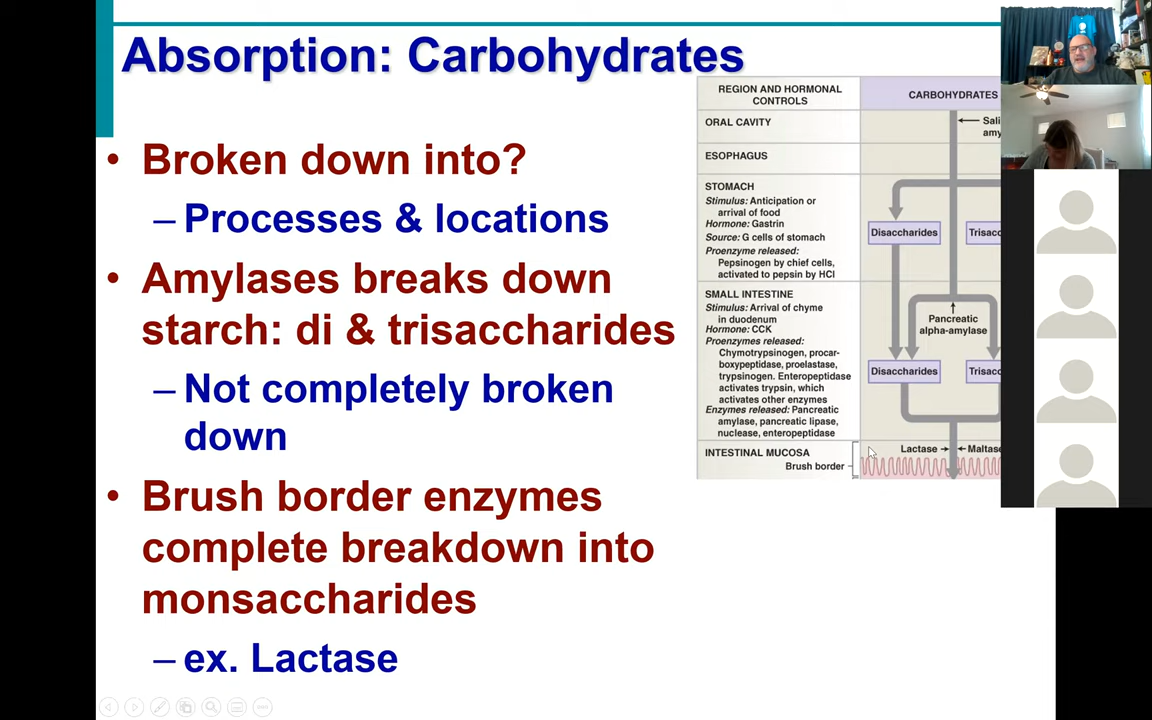 Absorption: Carbohydrates
• Broken down into?
– Processes & locations
• Amylases breaks down
starch: di & trisaccharides
– Not completely broken
down
• Brush border enzymes
complete breakdown into
monsaccharides
– ex. Lactase
REGION AND HORMONAL
CONTROLS
CARBOHYDRATES
ORAL CAVITY
Sali
amy
ESOPHAGUS
STOMACH
Stimulus: Anticipation or
arrival of food
Hormone: Gastrin
Source: G cells of stomach
Proenzyme released:
Pepsinogen by chief cells,
activated to pepsin by HCl
Disaccharides
Trisacc
SMALL INTESTINE
Stimulus: Arrival of chyme
in duodenum
Hormone: CCK
Proenzymes released:
Chymotrypsinogen, procar-
boxypeptidase, proelastase,
trypsinogen. Enteropeptidase
activates trypsin, which
activates other enzymes
Enzymes released: Pancreatic
amylase, pancreatic lipase,
nuclease, enteropeptidase
Pancreatic
alpha-amylase
Disaccharides
Trisacc
INTESTINAL MUCOSA
Brush border
Lactase
Maltase